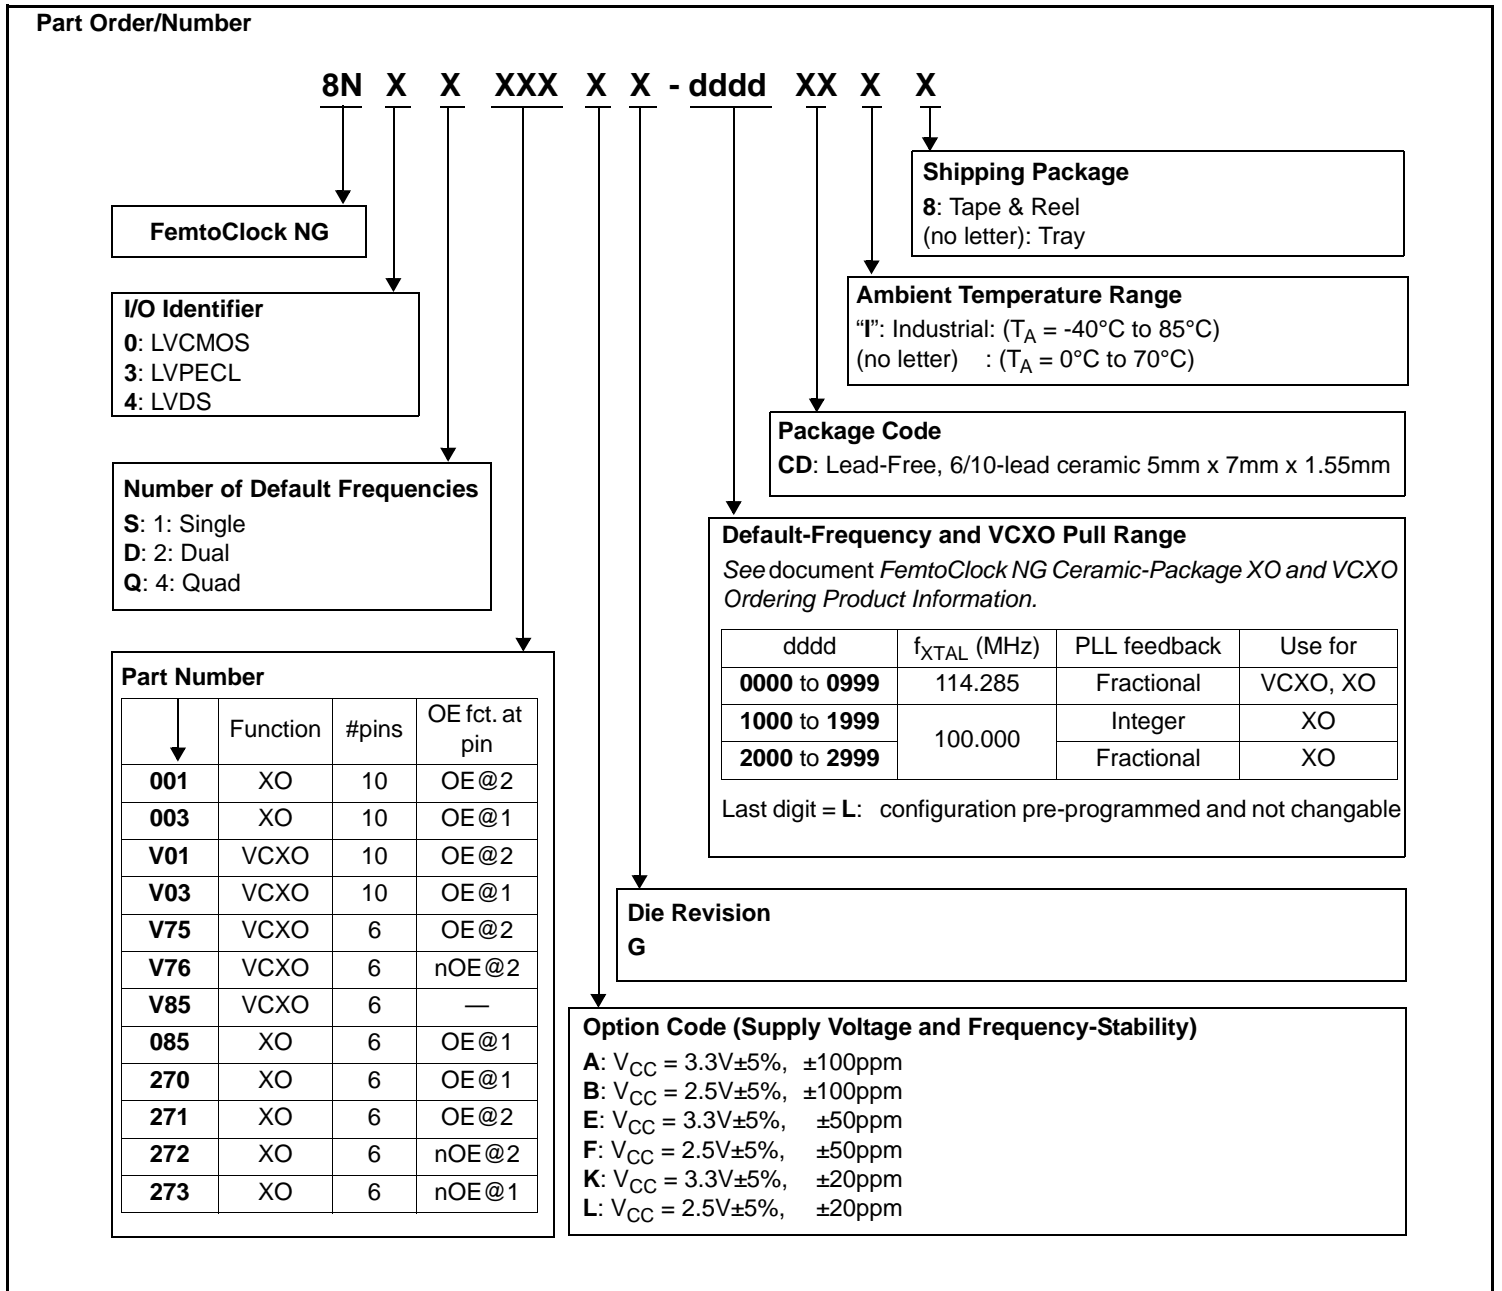 Part Order/Number
8N X X XXX X X - dddd XX X X
Shipping Package
8: Tape & Reel
(no letter): Tray
FemtoClock NG
Ambient Temperature Range
“I”: Industrial: (TA = -40°C to 85°C)
(no letter) : (TA = 0°C to 70°C)
I/O Identifier
0: LVCMOS
3: LVPECL
4: LVDS
Package Code
CD: Lead-Free, 6/10-lead ceramic 5mm x 7mm x 1.55mm
Number of Default Frequencies
S: 1: Single
D: 2: Dual
Q: 4: Quad
Default-Frequency and VCXO Pull Range
See document FemtoClock NG Ceramic-Package XO and VCXO
Ordering Product Information.
dddd fXTAL (MHz) PLL feedback Use for
0000 to 0999 114.285 Fractional VCXO, XO
1000 to 1999 100.000 Integer XO
2000 to 2999 Fractional XO
Last digit = L: configuration pre-programmed and not changable
Part Number
Function #pins OE fct. at
pin
001 XO 10 OE@2
003 XO 10 OE@1
V01 VCXO 10 OE@2
V03 VCXO 10 OE@1
V75 VCXO 6 OE@2
V76 VCXO 6 nOE@2
V85 VCXO 6 —
085 XO 6 OE@1
270 XO 6 OE@1
271 XO 6 OE@2
272 XO 6 nOE@2
273 XO 6 nOE@1
Die Revision
G
Option Code (Supply Voltage and Frequency-Stability)
A: VCC = 3.3V±5%, ±100ppm
B: VCC = 2.5V±5%, ±100ppm
E: VCC = 3.3V±5%, ±50ppm
F: VCC = 2.5V±5%, ±50ppm
K: VCC = 3.3V±5%, ±20ppm
L: VCC = 2.5V±5%, ±20ppm